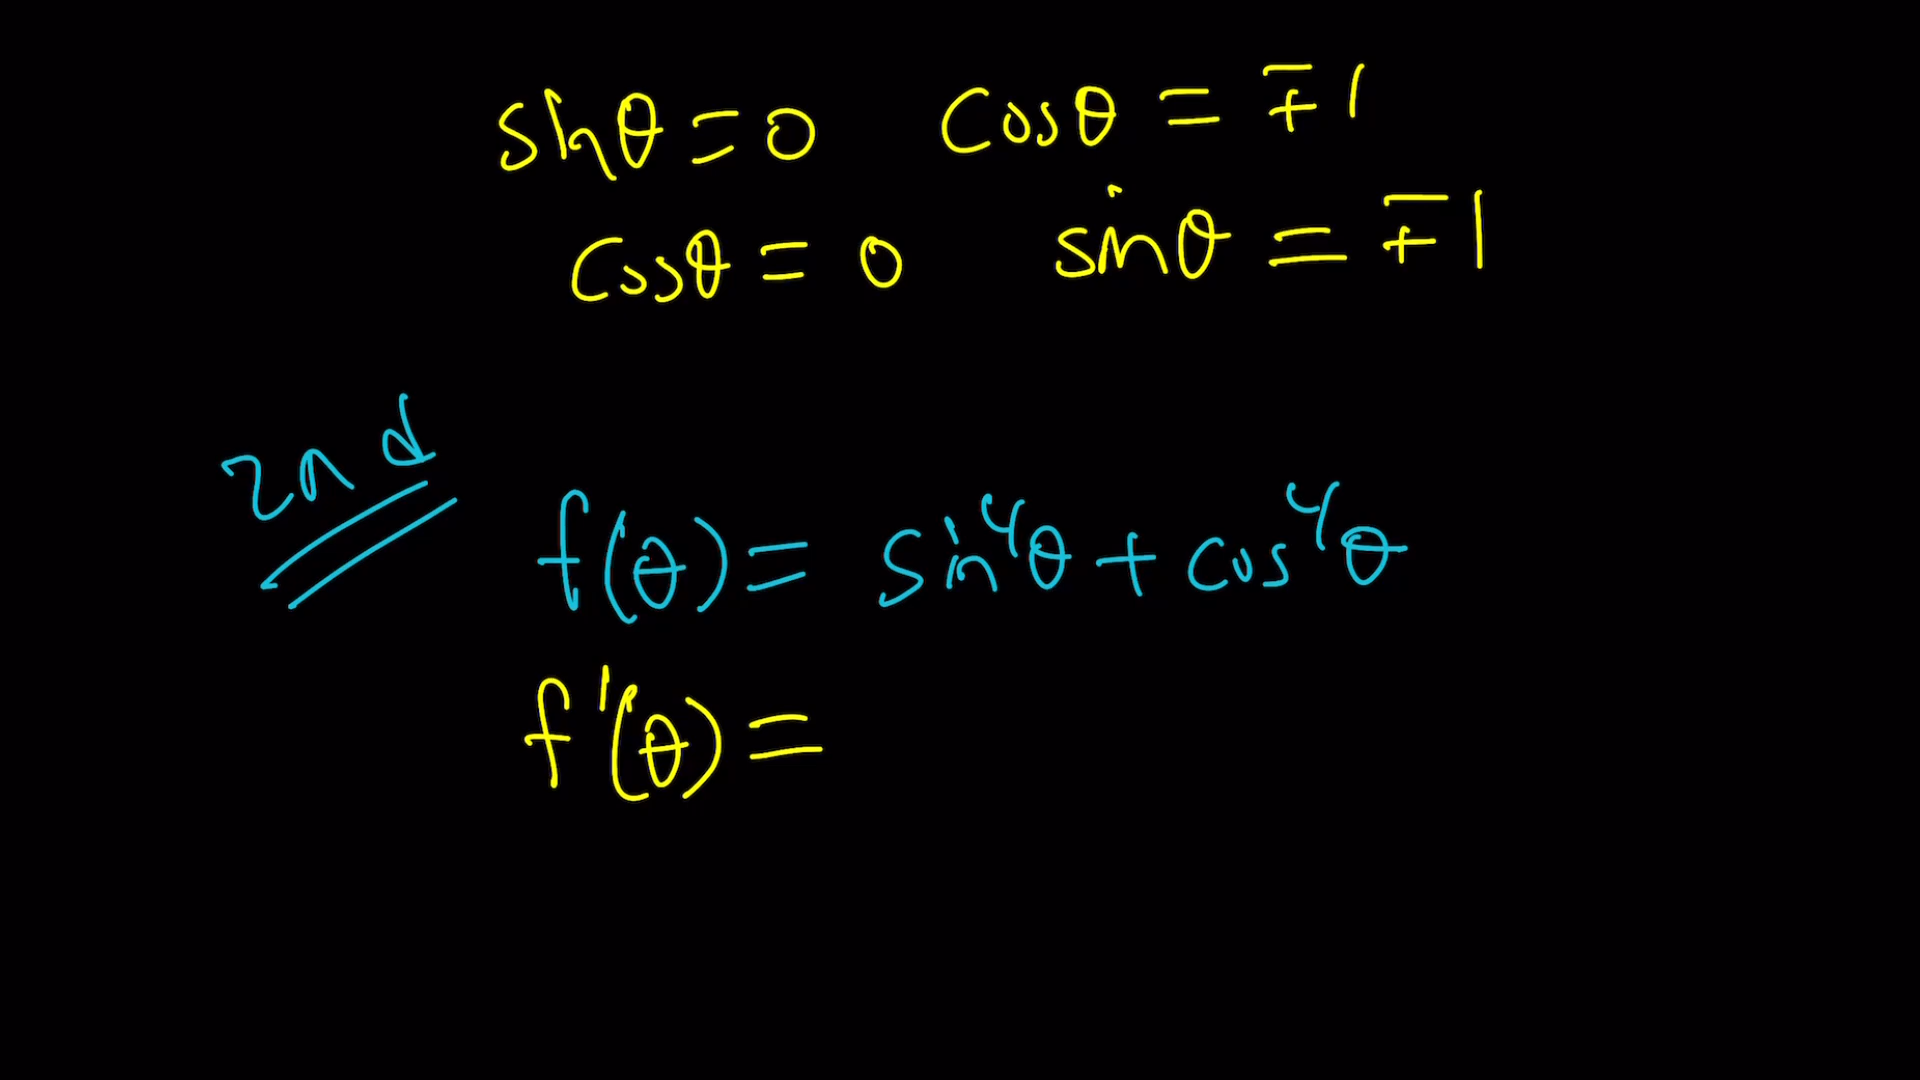 sinθ = 0 cosθ = ∓1
cosθ = 0 sinθ = ∓1
2nd
f(θ) = sin⁴θ + cos⁴θ
f'(θ) =